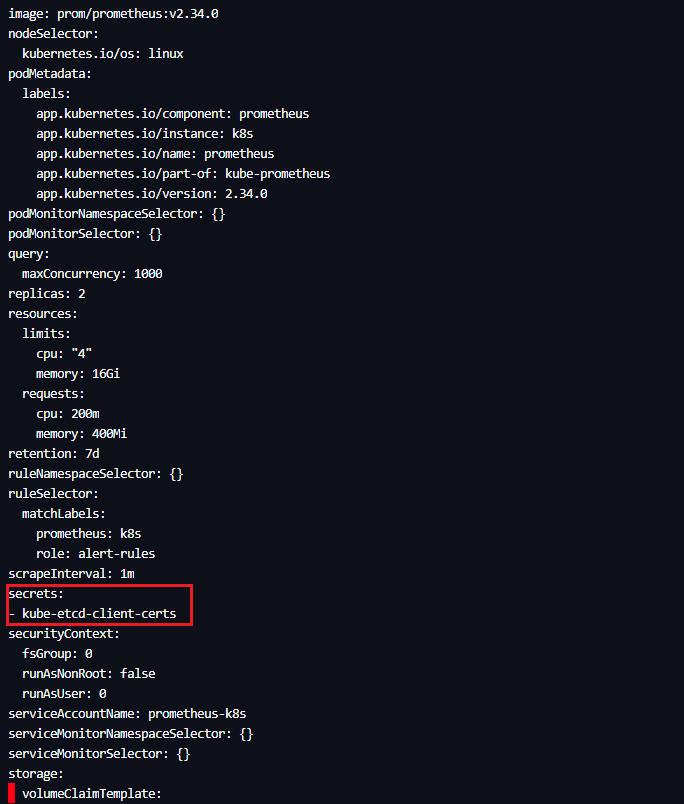 image: prom/prometheus:v2.34.0
nodeSelector:
  kubernetes.io/os: linux
podMetadata:
  labels:
    app.kubernetes.io/component: prometheus
    app.kubernetes.io/instance: k8s
    app.kubernetes.io/name: prometheus
    app.kubernetes.io/part-of: kube-prometheus
    app.kubernetes.io/version: 2.34.0
podMonitorNamespaceSelector: {}
podMonitorSelector: {}
query:
  maxConcurrency: 1000
replicas: 2
resources:
  limits:
    cpu: "4"
    memory: 16Gi
  requests:
    cpu: 200m
    memory: 400Mi
retention: 7d
ruleNamespaceSelector: {}
ruleSelector:
  matchLabels:
    prometheus: k8s
    role: alert-rules
scrapeInterval: 1m
secrets:
- kube-etcd-client-certs
securityContext:
  fsGroup: 0
  runAsNonRoot: false
  runAsUser: 0
serviceAccountName: prometheus-k8s
serviceMonitorNamespaceSelector: {}
serviceMonitorSelector: {}
storage:
  volumeClaimTemplate: